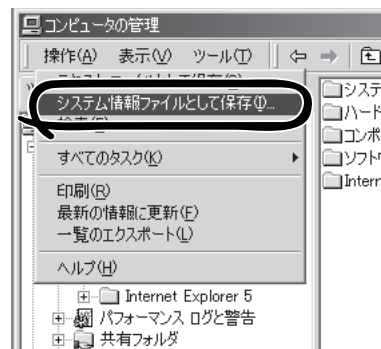 コンピュータの管理
操作(A) 表示(V) ツール(T)
システム情報ファイルとして保存(I)...
システ
ハード
コンポ
ソフト
Intern
すべてのタスク(K)
印刷(R)
最新の情報に更新(F)
一覧のエクスポート(L)
ヘルプ(H)
Internet Explorer 5
パフォーマンス ログと警告
共有フォルダ